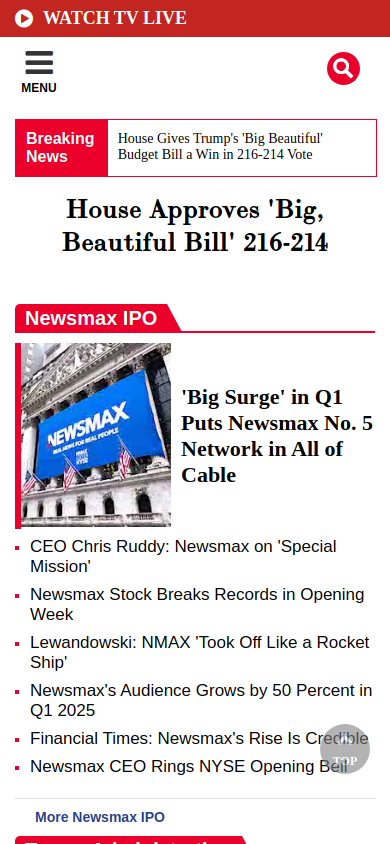 WATCH TV LIVE
MENU
Breaking News
House Gives Trump's 'Big Beautiful'
Budget Bill a Win in 216-214 Vote
House Approves 'Big,
Beautiful Bill' 216-214
Newsmax IPO
NEWSMAX
REAL NEWS FOR REAL PEOPLE
'Big Surge' in Q1
Puts Newsmax No. 5
Network in All of
Cable
CEO Chris Ruddy: Newsmax on 'Special
Mission'
Newsmax Stock Breaks Records in Opening
Week
Lewandowski: NMAX 'Took Off Like a Rocket
Ship'
Newsmax's Audience Grows by 50 Percent in
Q1 2025
Financial Times: Newsmax's Rise Is Credible
Newsmax CEO Rings NYSE Opening Bell
TOP
More Newsmax IPO